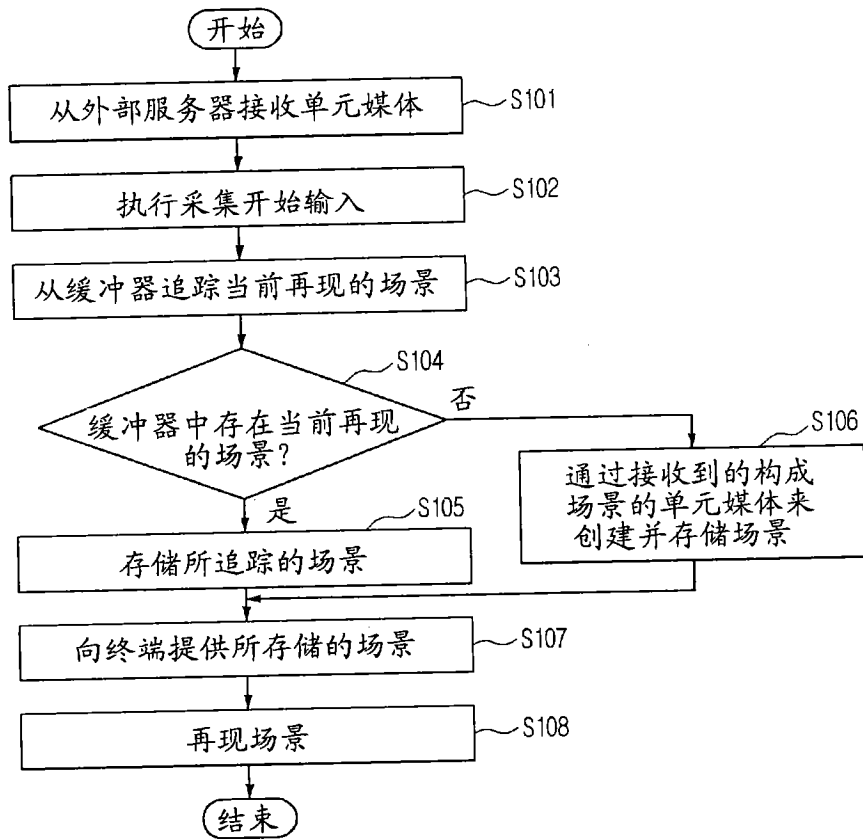 开始
从外部服务器接收单元媒体
S101
执行采集开始输入
S102
从缓冲器追踪当前再现的场景
S103
S104
缓冲器中存在当前再现
的场景?
否
是
S105
存储所追踪的场景
S106
通过接收到的构成
场景的单元媒体来
创建并存储场景
向终端提供所存储的场景
S107
再现场景
S108
结束